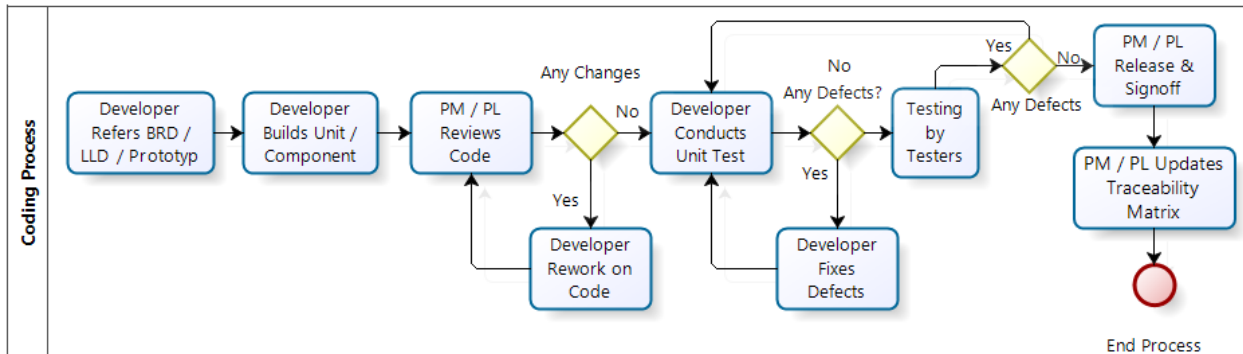 Coding Process
Developer
Refers BRD /
LLD / Prototyp
Developer
Builds Unit /
Component
PM / PL
Reviews
Code
Any Changes
No
Yes
Developer
Rework on
Code
Developer
Conducts
Unit Test
No
Any Defects?
Yes
Developer
Fixes
Defects
Testing
by
Testers
Yes
No
Any Defects
PM / PL
Release &
Signoff
PM / PL Updates
Traceability
Matrix
End Process